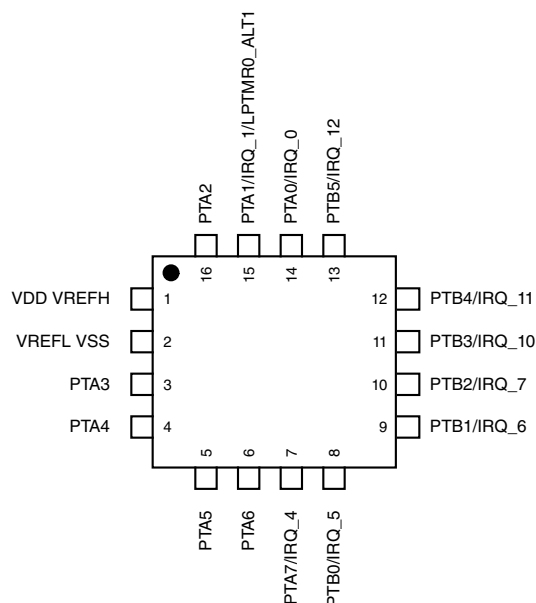 PTA2
PTA1/IRQ_1/LPTMR0_ALT1
PTA0/IRQ_0
PTB5/IRQ_12
16
15
14
13
VDD VREFH
1
12
PTB4/IRQ_11
VREFL VSS
2
11
PTB3/IRQ_10
PTA3
3
10
PTB2/IRQ_7
PTA4
4
9
PTB1/IRQ_6
5
6
7
8
PTA5
PTA6
PTA7/IRQ_4
PTB0/IRQ_5